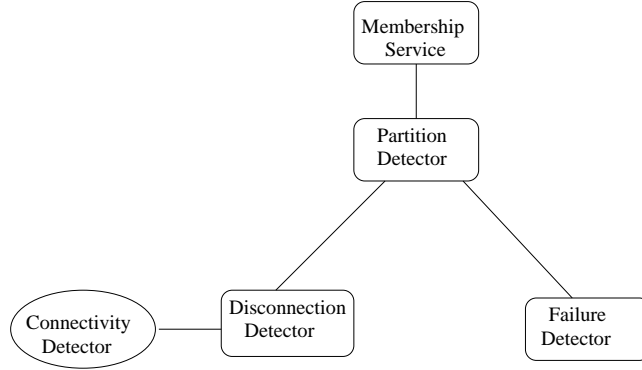 Membership
Service
Partition
Detector
Disconnection
Detector
Connectivity
Detector
Failure
Detector